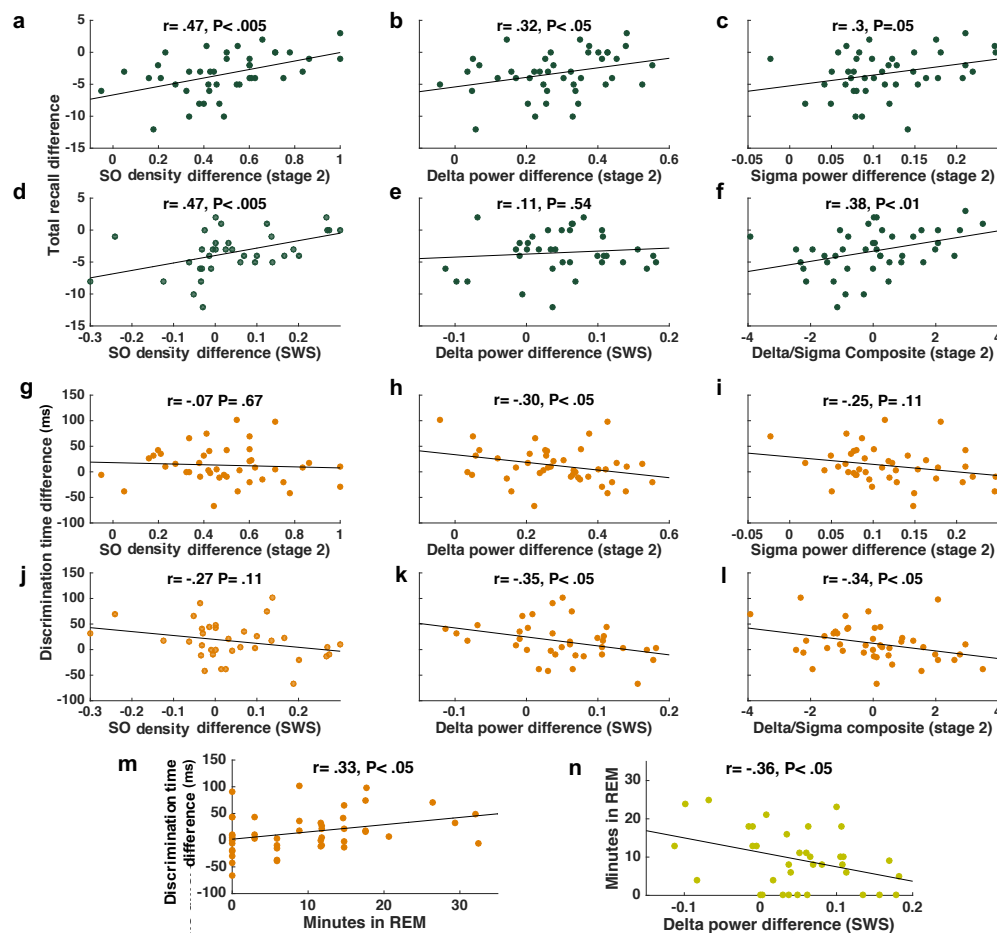 a
b
c
r= .47, P< .005
r= .32, P< .05
r= .3, P=.05
5
0
-5
-10
-15
0 0.2 0.4 0.6 0.8 1
SO density difference (stage 2)
0 0.2 0.4 0.6
Delta power difference (stage 2)
-0.05 0 0.05 0.1 0.15 0.2
Sigma power difference (stage 2)
Total recall difference
d
e
f
r= .47, P< .005
r= .11, P= .54
r= .38, P< .01
5
0
-5
-10
-15
-0.3 -0.2 -0.1 0 0.1 0.2
SO density difference (SWS)
-0.1 0 0.1 0.2
Delta power difference (SWS)
-4 -2 0 2 4
Delta/Sigma Composite (stage 2)
g
h
i
r= -.07 P= .67
r= -.30, P< .05
r= -.25, P= .11
150
100
50
0
-50
-100
0 0.2 0.4 0.6 0.8 1
SO density difference (stage 2)
0 0.2 0.4 0.6
Delta power difference (stage 2)
-0.05 0 0.05 0.1 0.15 0.2
Sigma power difference (stage 2)
Discrimination time difference (ms)
j
k
l
r= -.27 P= .11
r= -.35, P< .05
r= -.34, P< .05
150
100
50
0
-50
-100
-0.3 -0.2 -0.1 0 0.1 0.2
SO density difference (SWS)
-0.1 0 0.1 0.2
Delta power difference (SWS)
-4 -2 0 2 4
Delta/Sigma composite (stage 2)
m
r= .33, P< .05
Discrimination time
difference (ms)
150
100
50
0
-50
-100
0 10 20 30
Minutes in REM
n
r= -.36, P< .05
Minutes in REM
30
20
10
0
-0.1 0 0.1 0.2
Delta power difference (SWS)